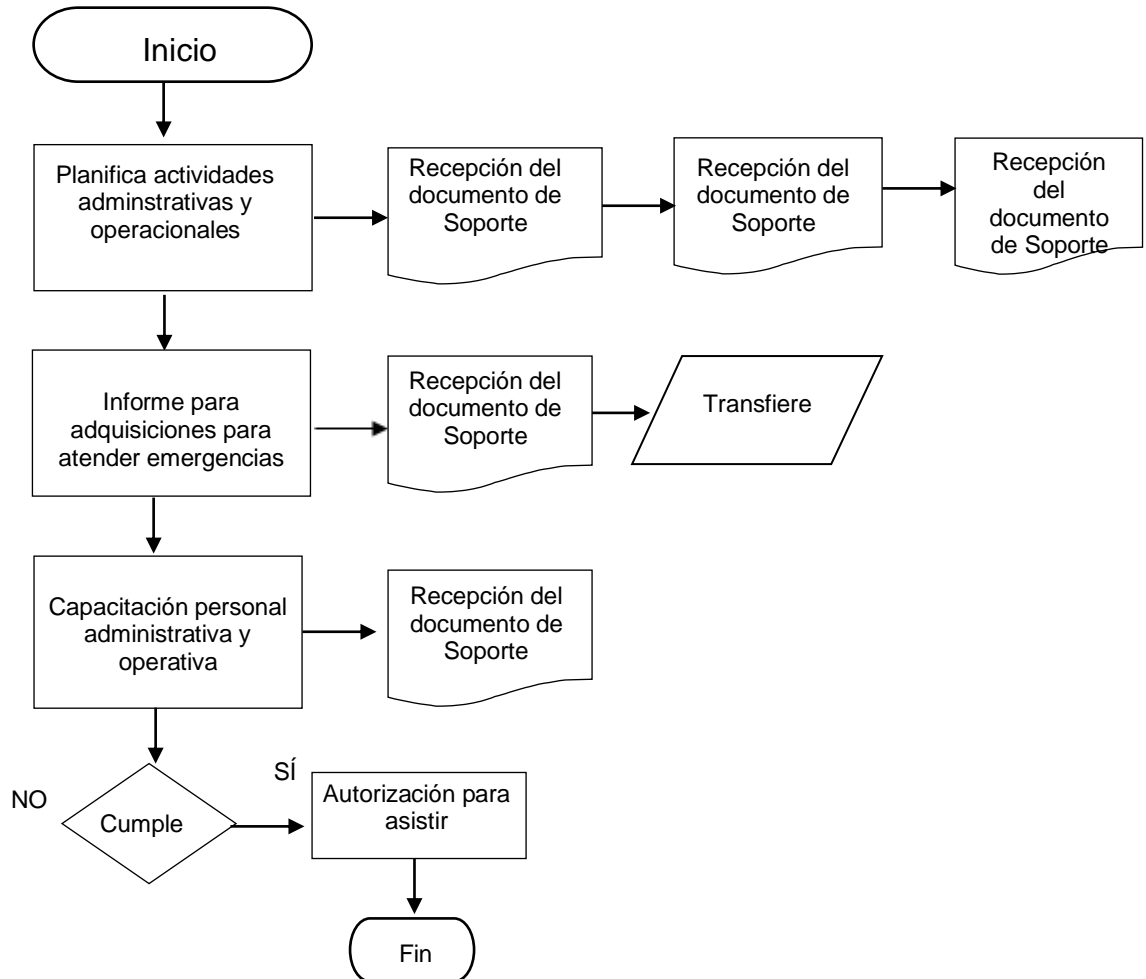 Inicio
Planifica actividades
adminstrativas y
operacionales
Recepción del
documento de
Soporte
Recepción del
documento de
Soporte
Recepción
del
documento
de Soporte
Informe para
adquisiciones para
atender emergencias
Recepción del
documento de
Soporte
Transfiere
Capacitación personal
administrativa y
operativa
Recepción del
documento de
Soporte
NO
Cumple
SÍ
Autorización para
asistir
Fin